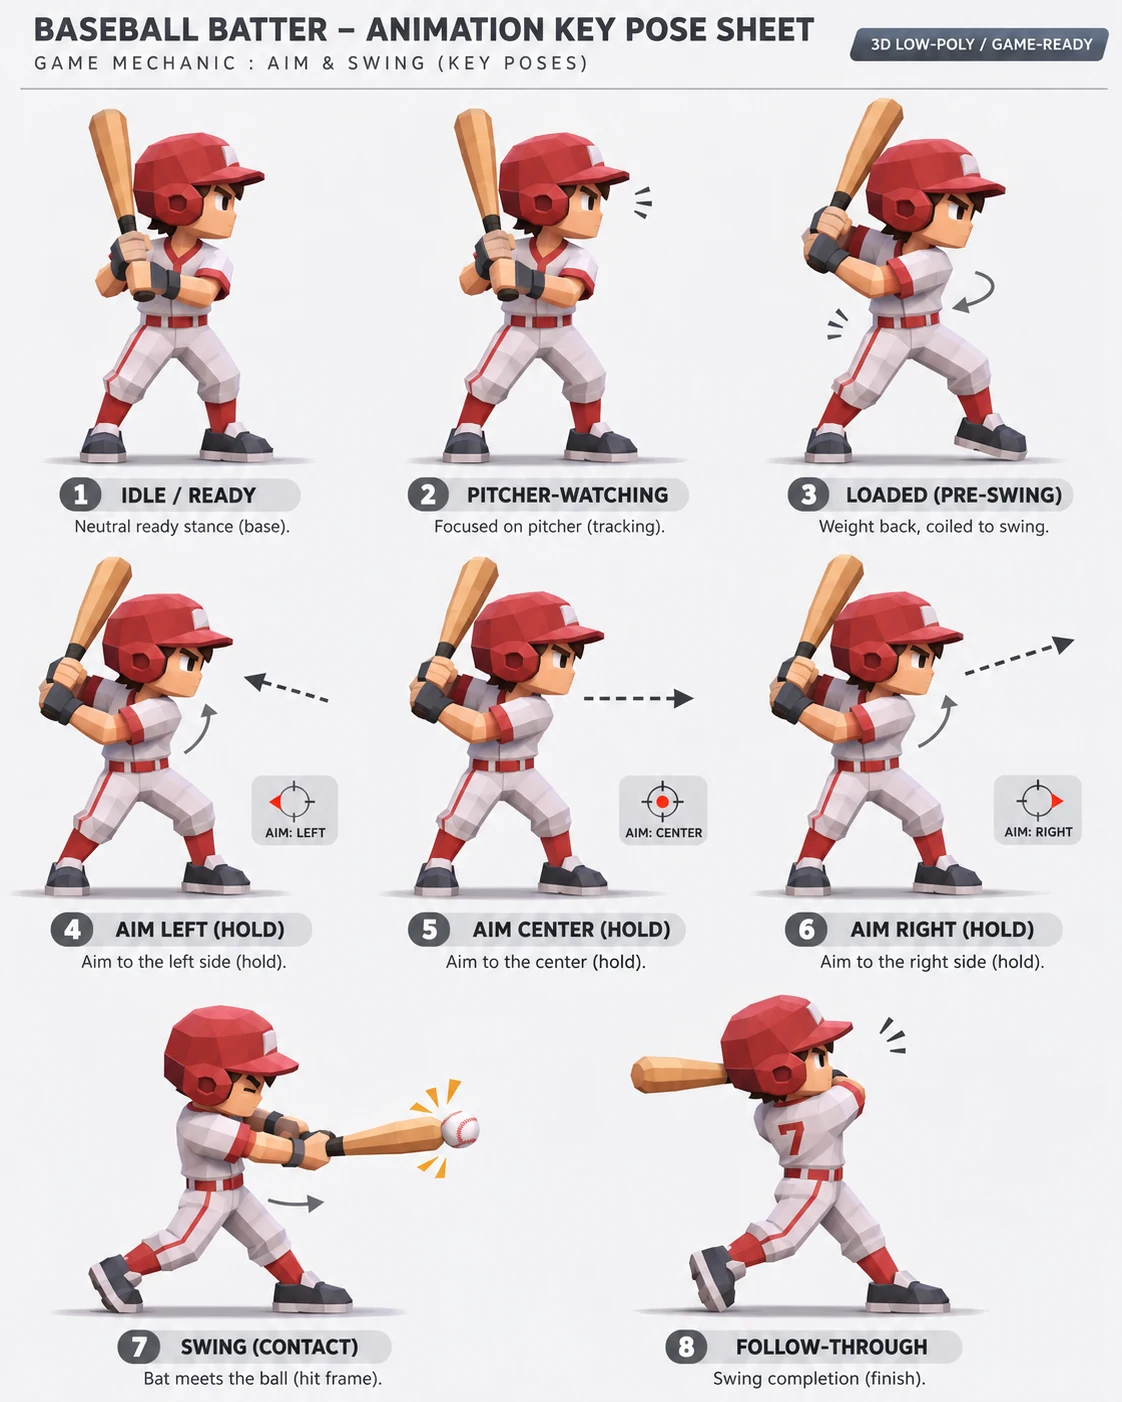 BASEBALL BATTER – ANIMATION KEY POSE SHEET
GAME MECHANIC : AIM & SWING (KEY POSES)
3D LOW-POLY / GAME-READY
1 IDLE / READY
Neutral ready stance (base).
2 PITCHER-WATCHING
Focused on pitcher (tracking).
3 LOADED (PRE-SWING)
Weight back, coiled to swing.
AIM: LEFT
AIM: CENTER
AIM: RIGHT
4 AIM LEFT (HOLD)
Aim to the left side (hold).
5 AIM CENTER (HOLD)
Aim to the center (hold).
6 AIM RIGHT (HOLD)
Aim to the right side (hold).
7
7 SWING (CONTACT)
Bat meets the ball (hit frame).
8 FOLLOW-THROUGH
Swing completion (finish).